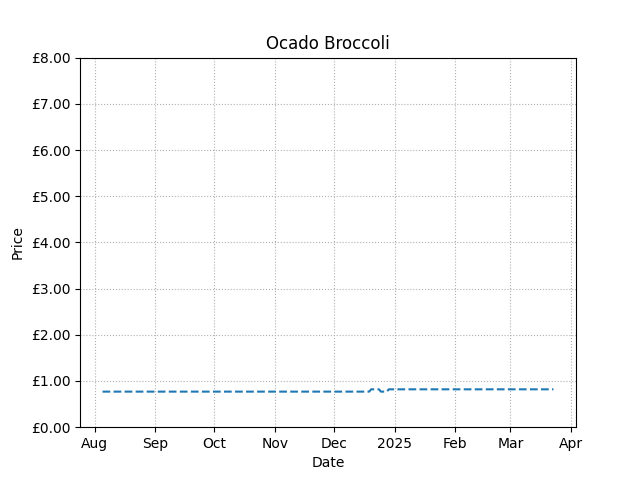 Ocado Broccoli
£8.00
£7.00
£6.00
£5.00
£4.00
£3.00
£2.00
£1.00
£0.00
Price
Aug Sep Oct Nov Dec 2025 Feb Mar Apr
Date